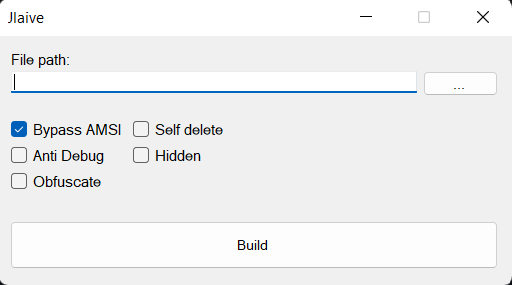 Jlaive
File path:
...
Bypass AMSI Self delete
Anti Debug Hidden
Obfuscate
Build